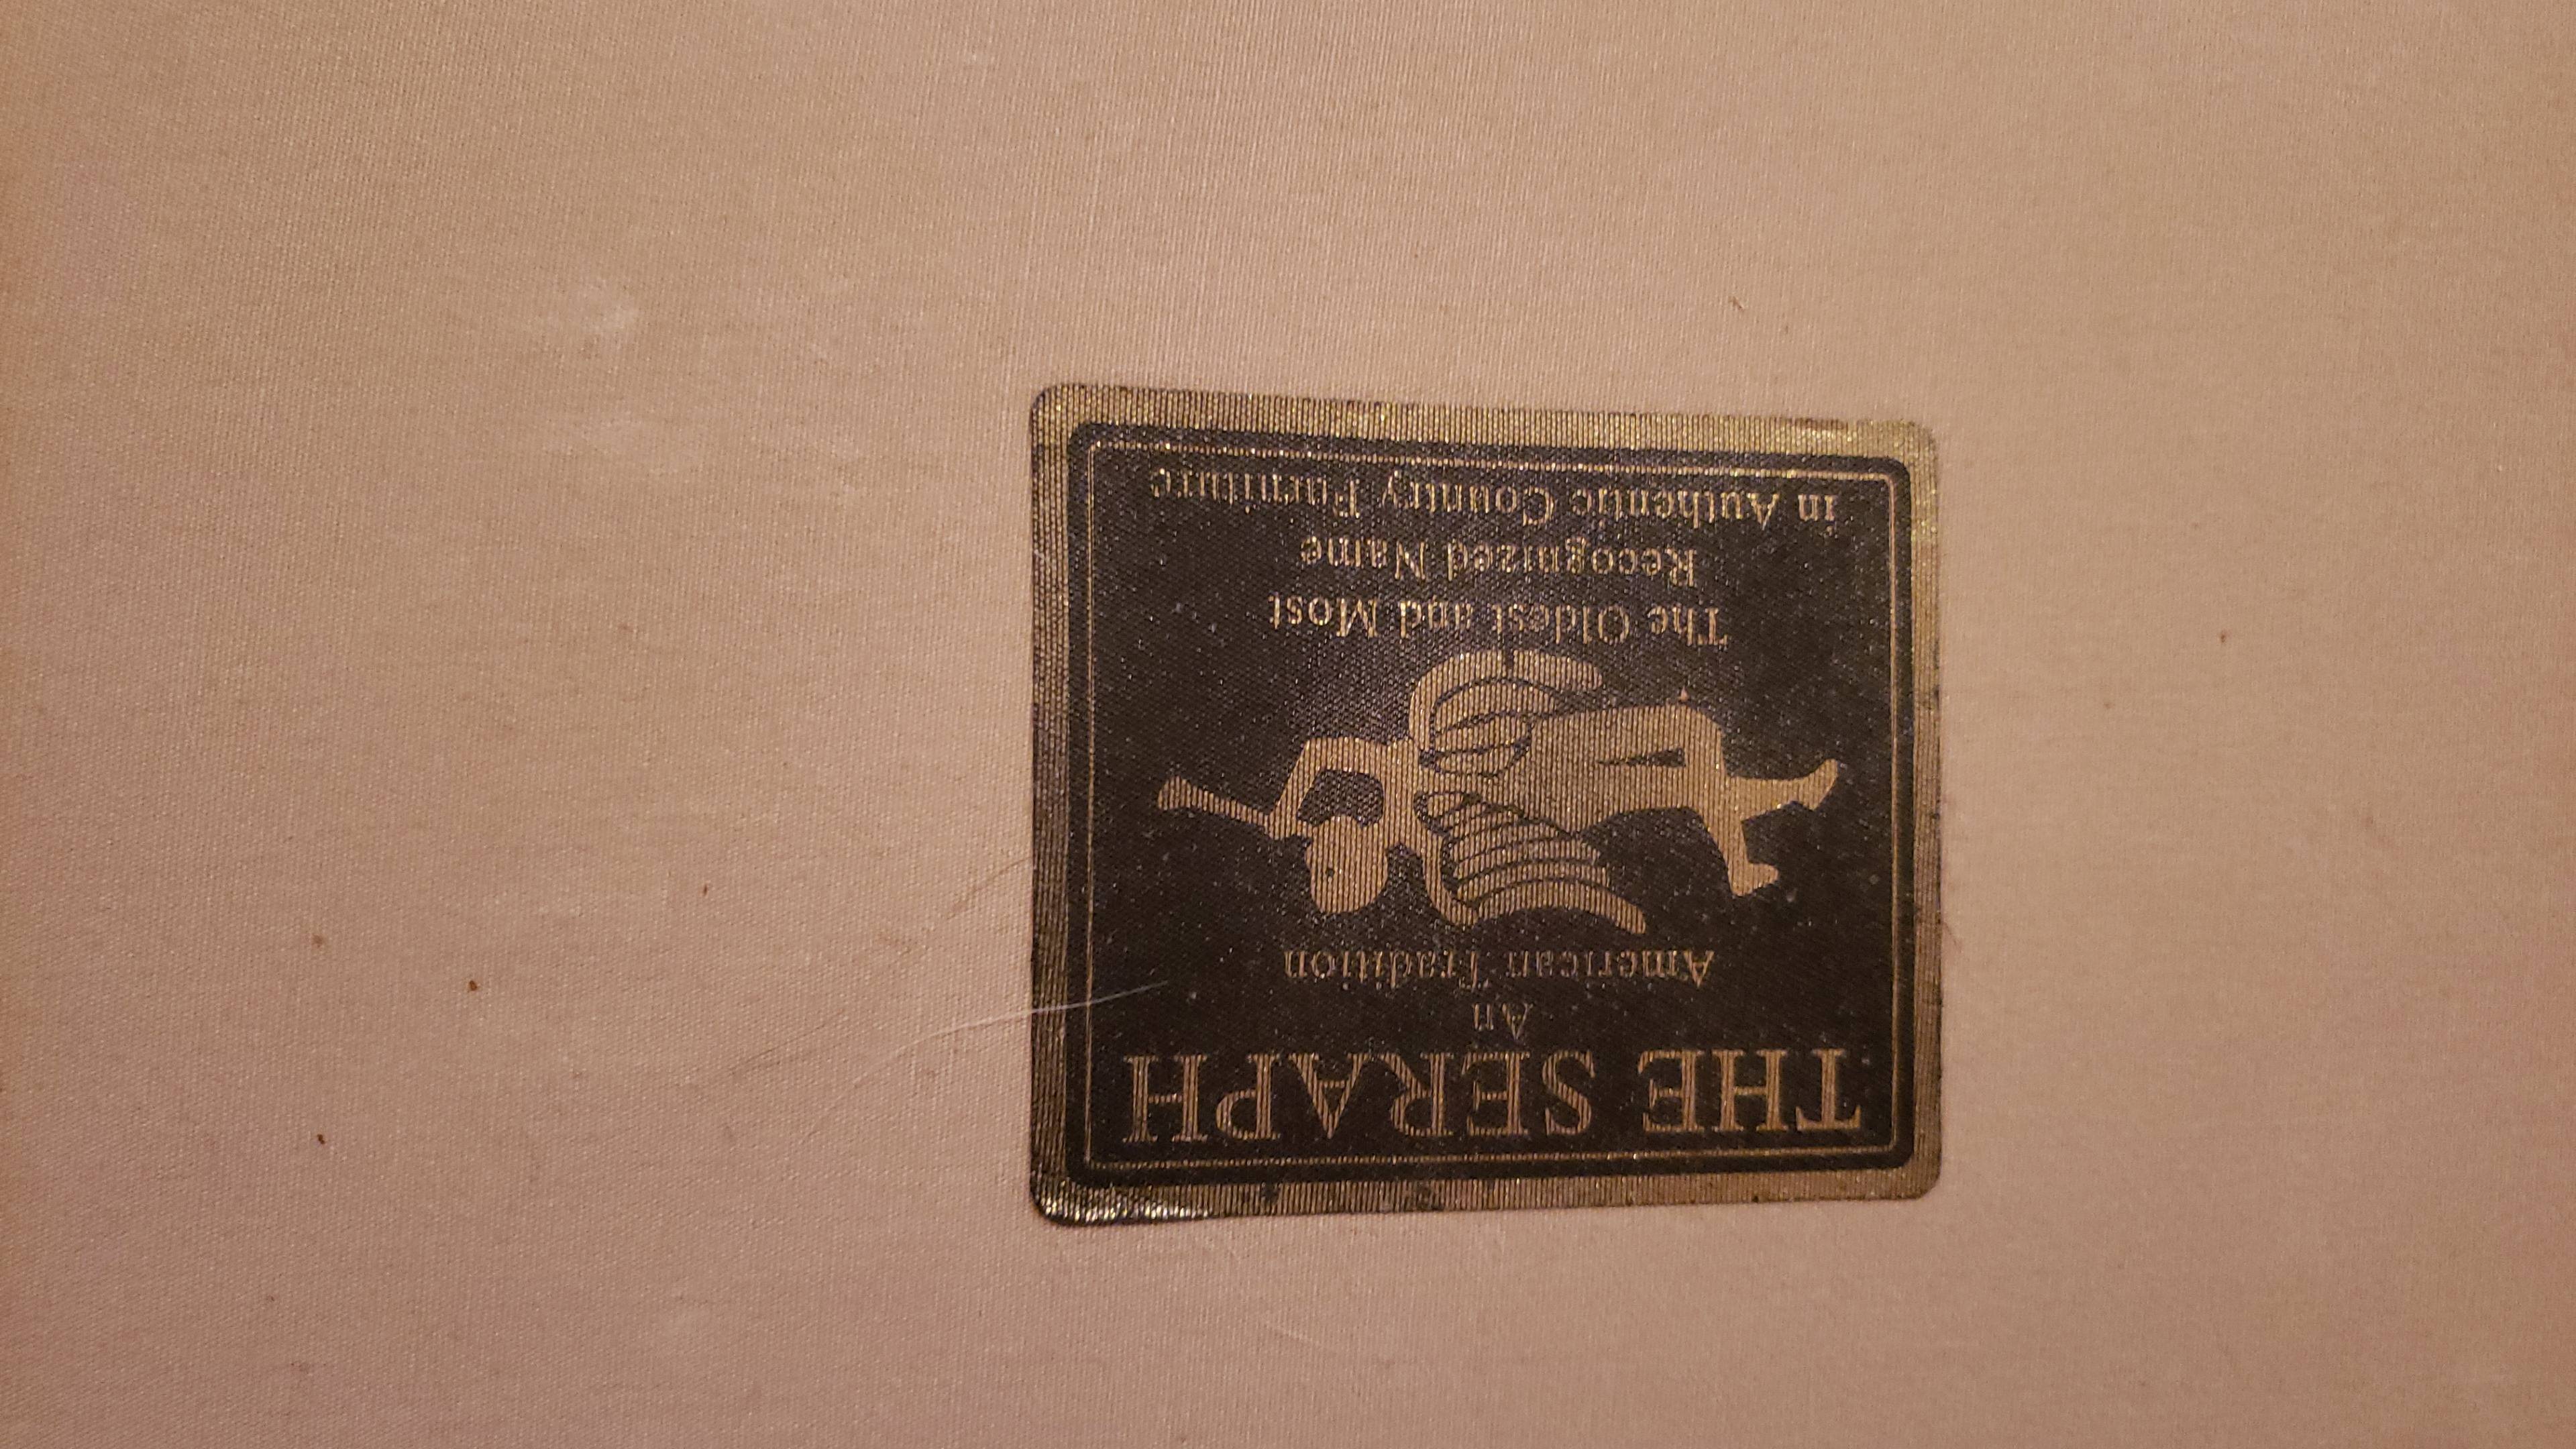 THE SERAPH
An
American Tradition
The Oldest and Most
Recognized Name
in Authentic Country Furniture